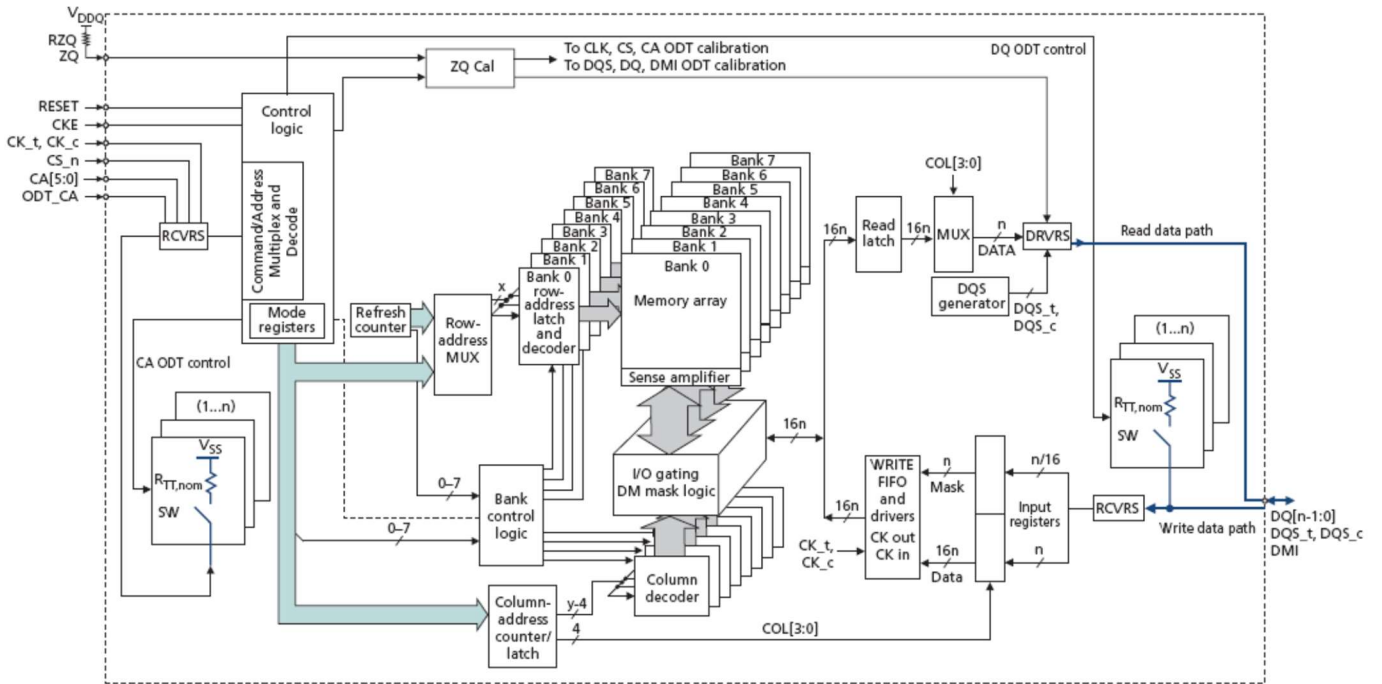 VDDQ
RZQ
ZQ
RESET
CKE
CK_t, CK_c
CS_n
CA[5:0]
ODT_CA
RCVRS
Control
logic
Command/Address
Multiplex and
Decode
Mode
registers
ZQ Cal
To CLK, CS, CA ODT calibration
To DQS, DQ, DMI ODT calibration
DQ ODT control
CA ODT control
(1...n)
VSS
RTT,nom
SW
Refresh
counter
Row-
address
MUX
x
Bank 7
Bank 6
Bank 5
Bank 4
Bank 3
Bank 2
Bank 1
Bank 0
row-
address
latch
and
decoder
Bank 7
Bank 6
Bank 5
Bank 4
Bank 3
Bank 2
Bank 1
Bank 0
Memory array
Sense amplifier
16n
I/O gating
DM mask logic
0–7
0–7
Bank
control
logic
Column
decoder
Column-
address
counter/
latch
y-4
4
COL[3:0]
COL[3:0]
16n
Read
latch
16n
MUX
n
DATA
DRVRS
DQS
generator
DQS_t,
DQS_c
Read data path
(1...n)
VSS
RTT,nom
SW
16n
CK_t,
CK_c
WRITE
FIFO
and
drivers
CK out
CK in
n
Mask
16n
Data
n/16
Input
registers
n
RCVRS
Write data path
DQ[n-1:0]
DQS_t, DQS_c
DMI